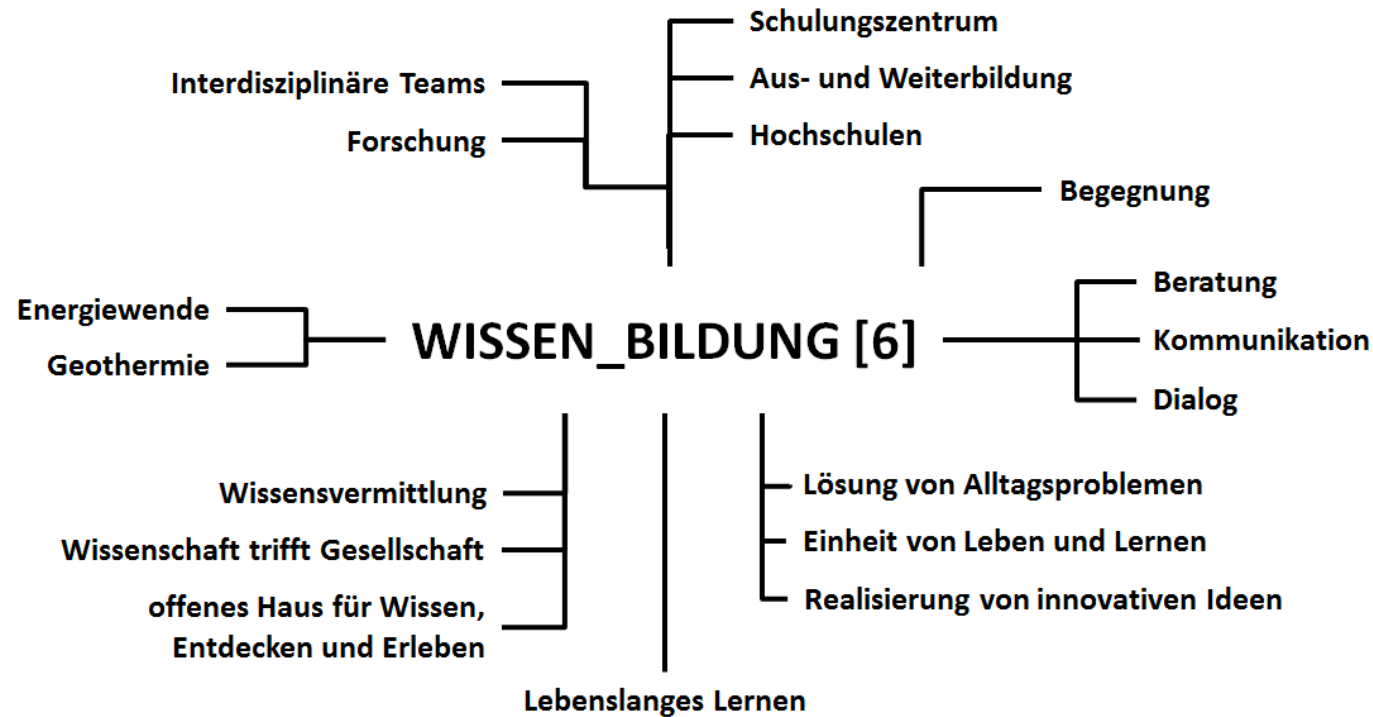 Schulungszentrum
Interdisziplinäre Teams
Aus- und Weiterbildung
Forschung
Hochschulen
Begegnung
Energiewende
Geothermie
WISSEN_BILDUNG [6]
Beratung
Kommunikation
Dialog
Wissensvermittlung
Wissenschaft trifft Gesellschaft
offenes Haus für Wissen,
Entdecken und Erleben
Lösung von Alltagsproblemen
Einheit von Leben und Lernen
Realisierung von innovativen Ideen
Lebenslanges Lernen